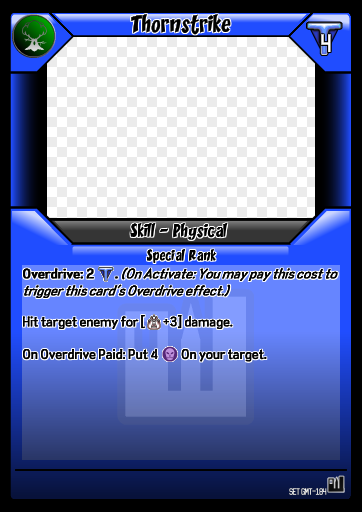 Thornstrike
4
Skill - Physical
Special Rank
Overdrive: 2 . (On Activate: You may pay this cost to
trigger this card's Overdrive effect.)
Hit target enemy for [ +3] damage.
On Overdrive Paid: Put 4 On your target.
SET GMT-184